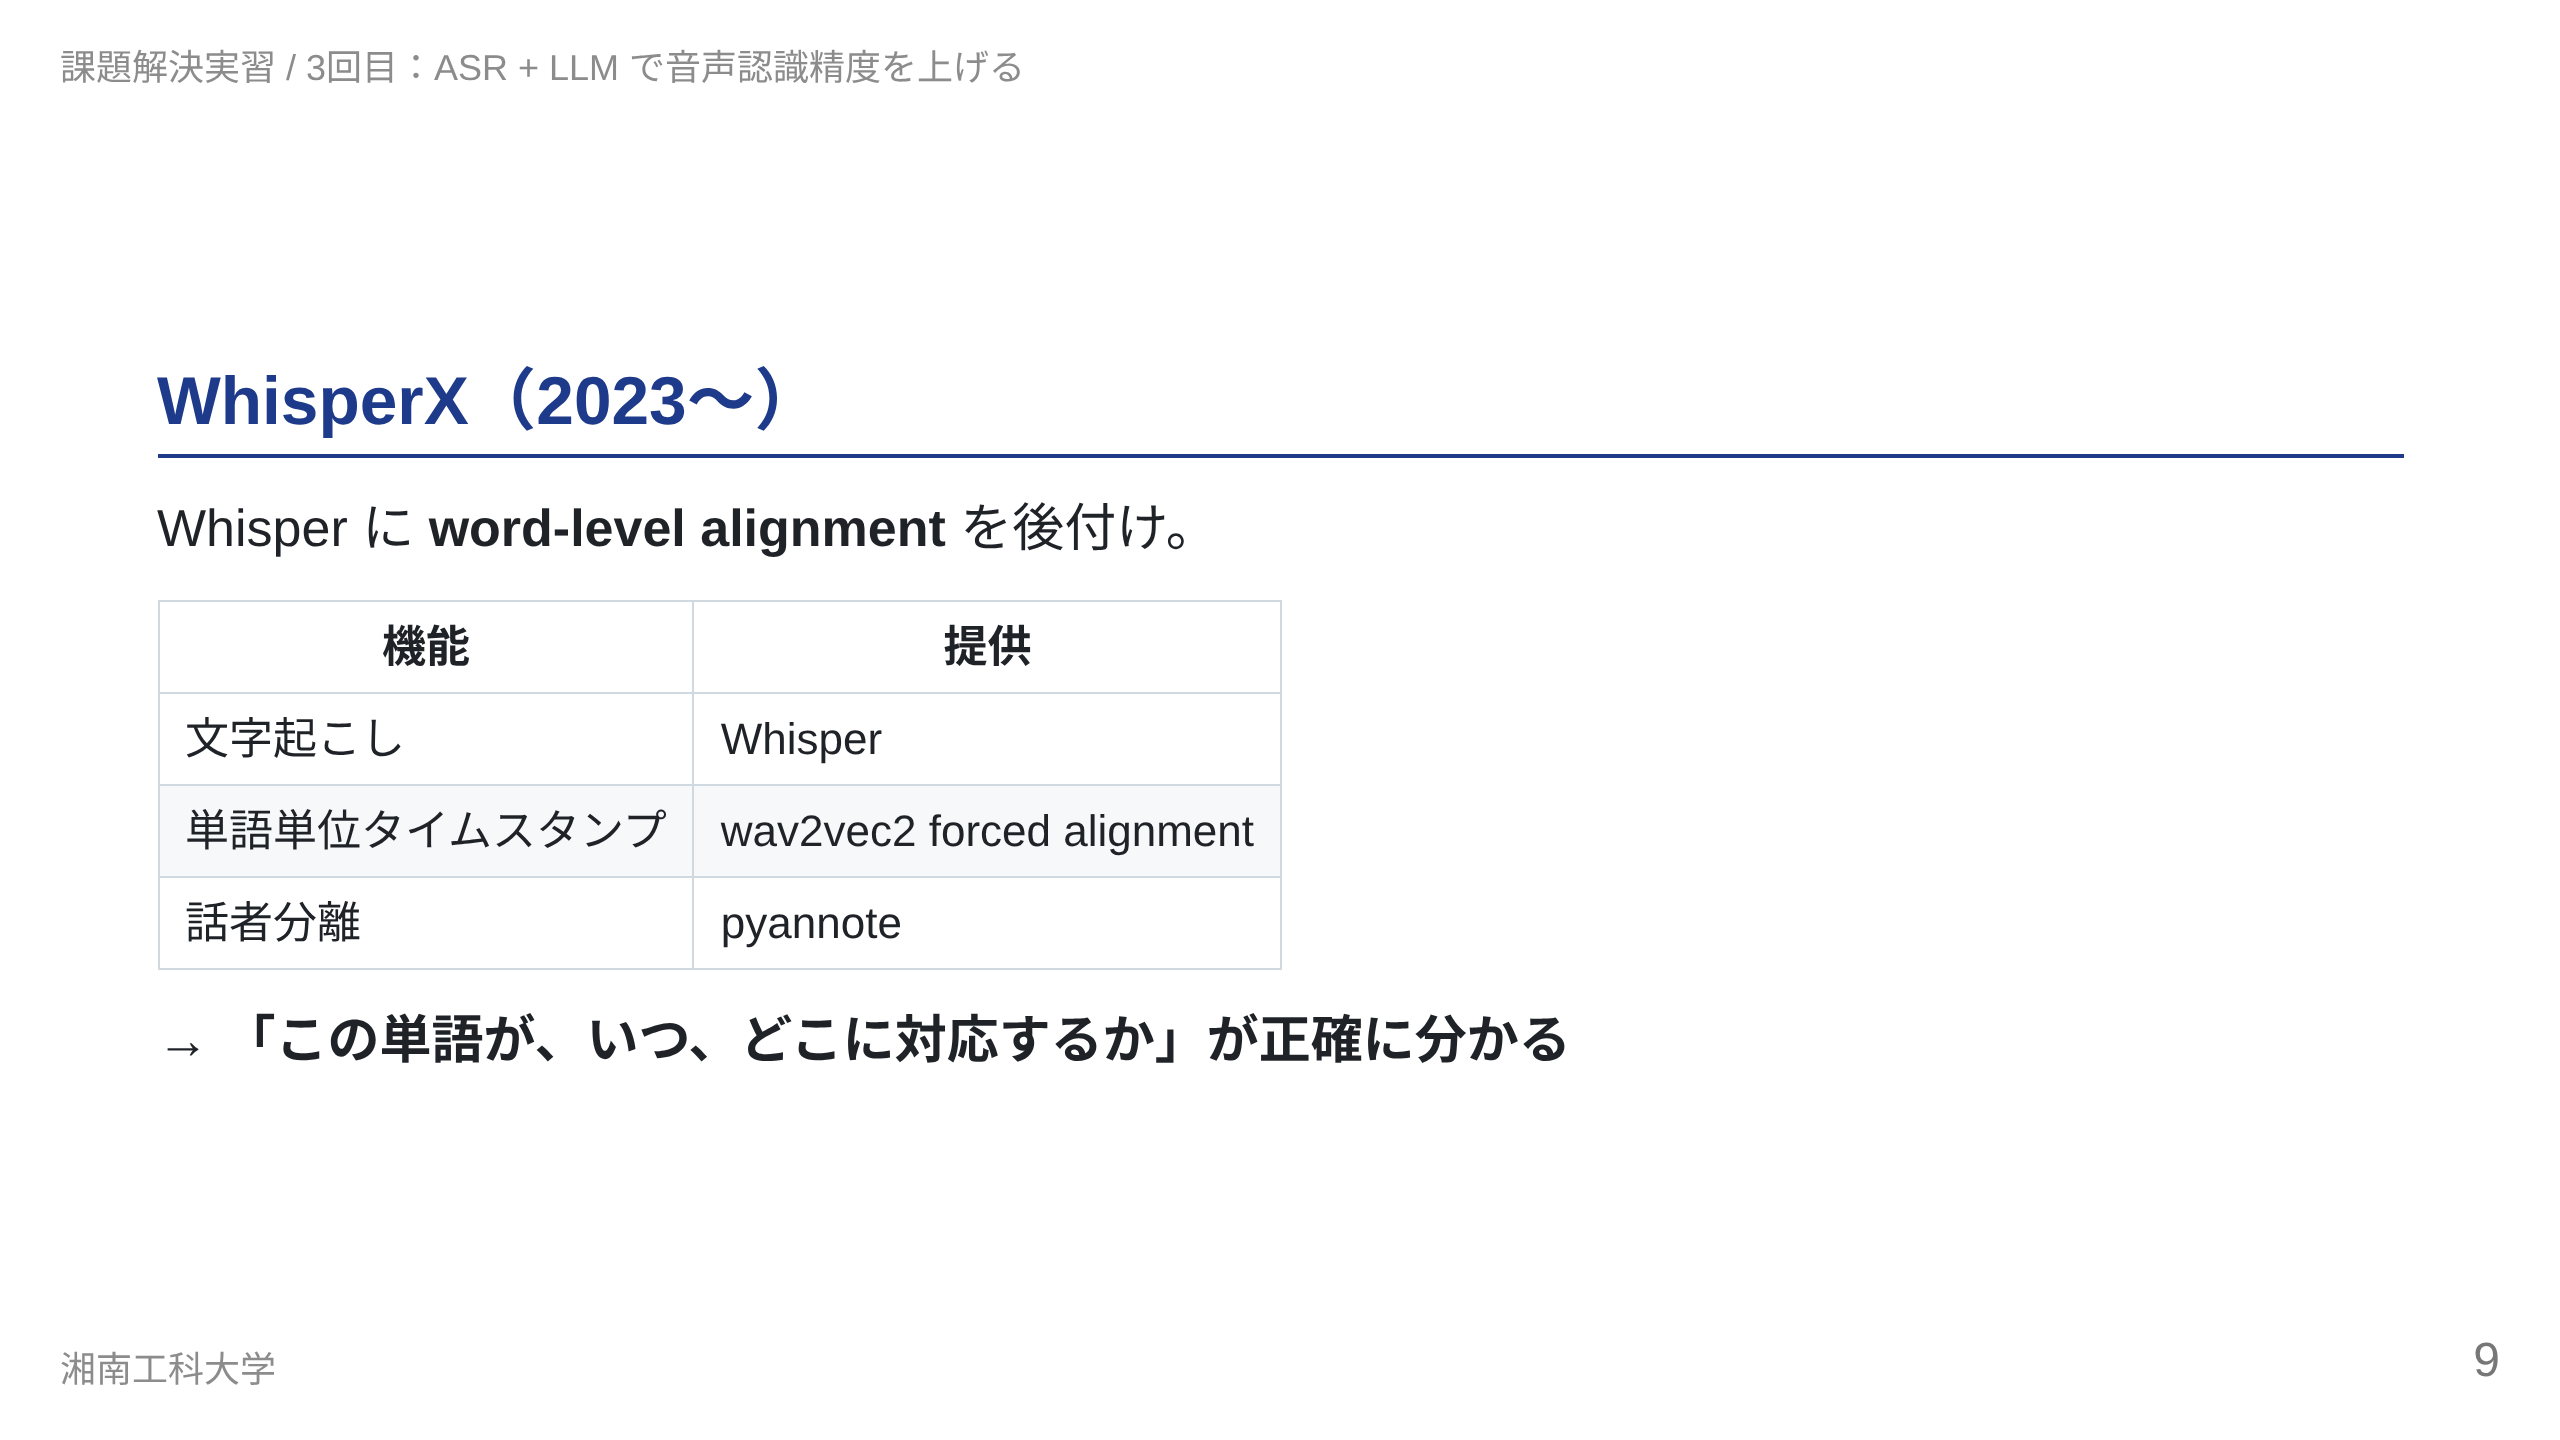 課題解決実習 / 3回目：ASR + LLM で音声認識精度を上げる
WhisperX（2023〜）
Whisper に word-level alignment を後付け。
機能 提供
文字起こし Whisper
単語単位タイムスタンプ wav2vec2 forced alignment
話者分離 pyannote
→ 「この単語が、いつ、どこに対応するか」が正確に分かる
湘南工科大学
9